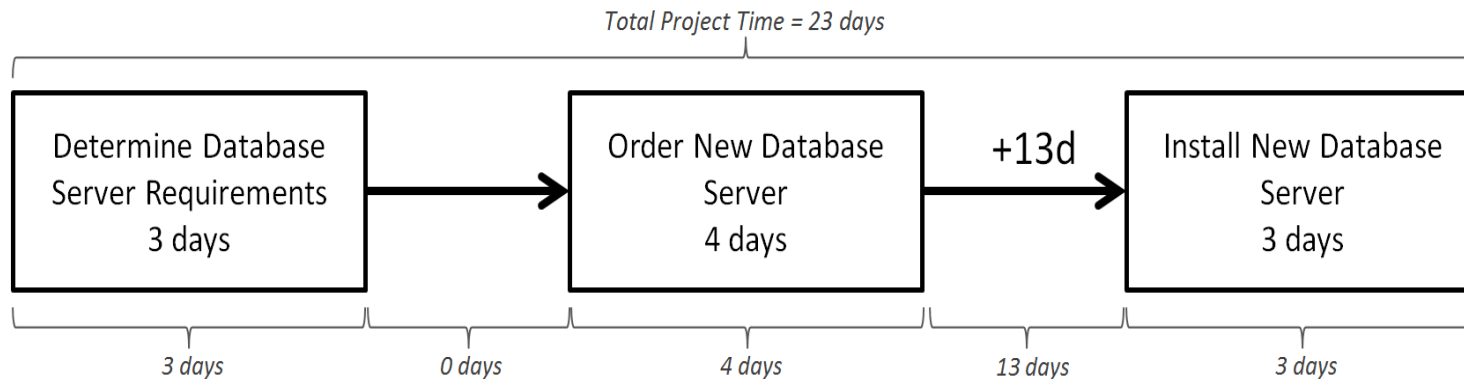 Total Project Time = 23 days
Determine Database
Server Requirements
3 days
Order New Database
Server
4 days
+13d
Install New Database
Server
3 days
3 days
0 days
4 days
13 days
3 days